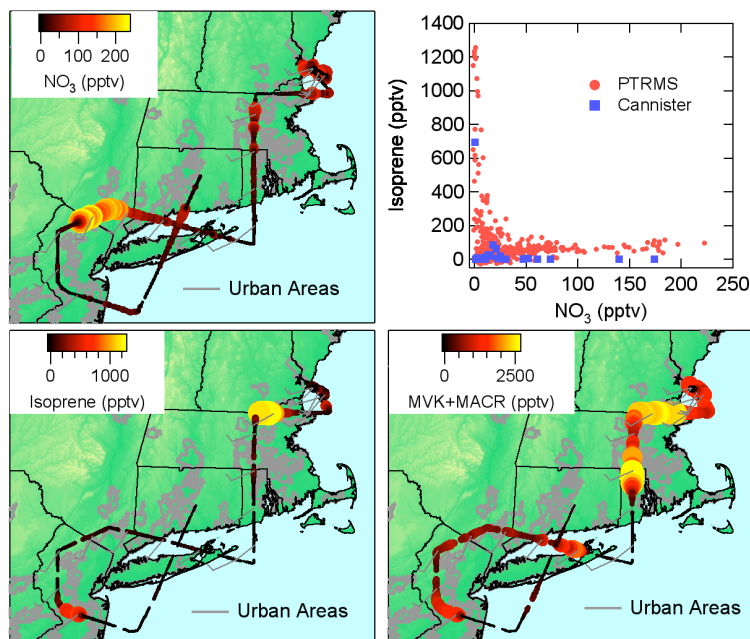 0 100 200
NO3 (pptv)
Urban Areas
1400
1200
1000
800
600
400
200
0
Isoprene (pptv)
PTRMS
Cannister
0 50 100 150 200
NO3 (pptv)
0 1000
Isoprene (pptv)
Urban Areas
0 2500
MVK+MACR (pptv)
Urban Areas